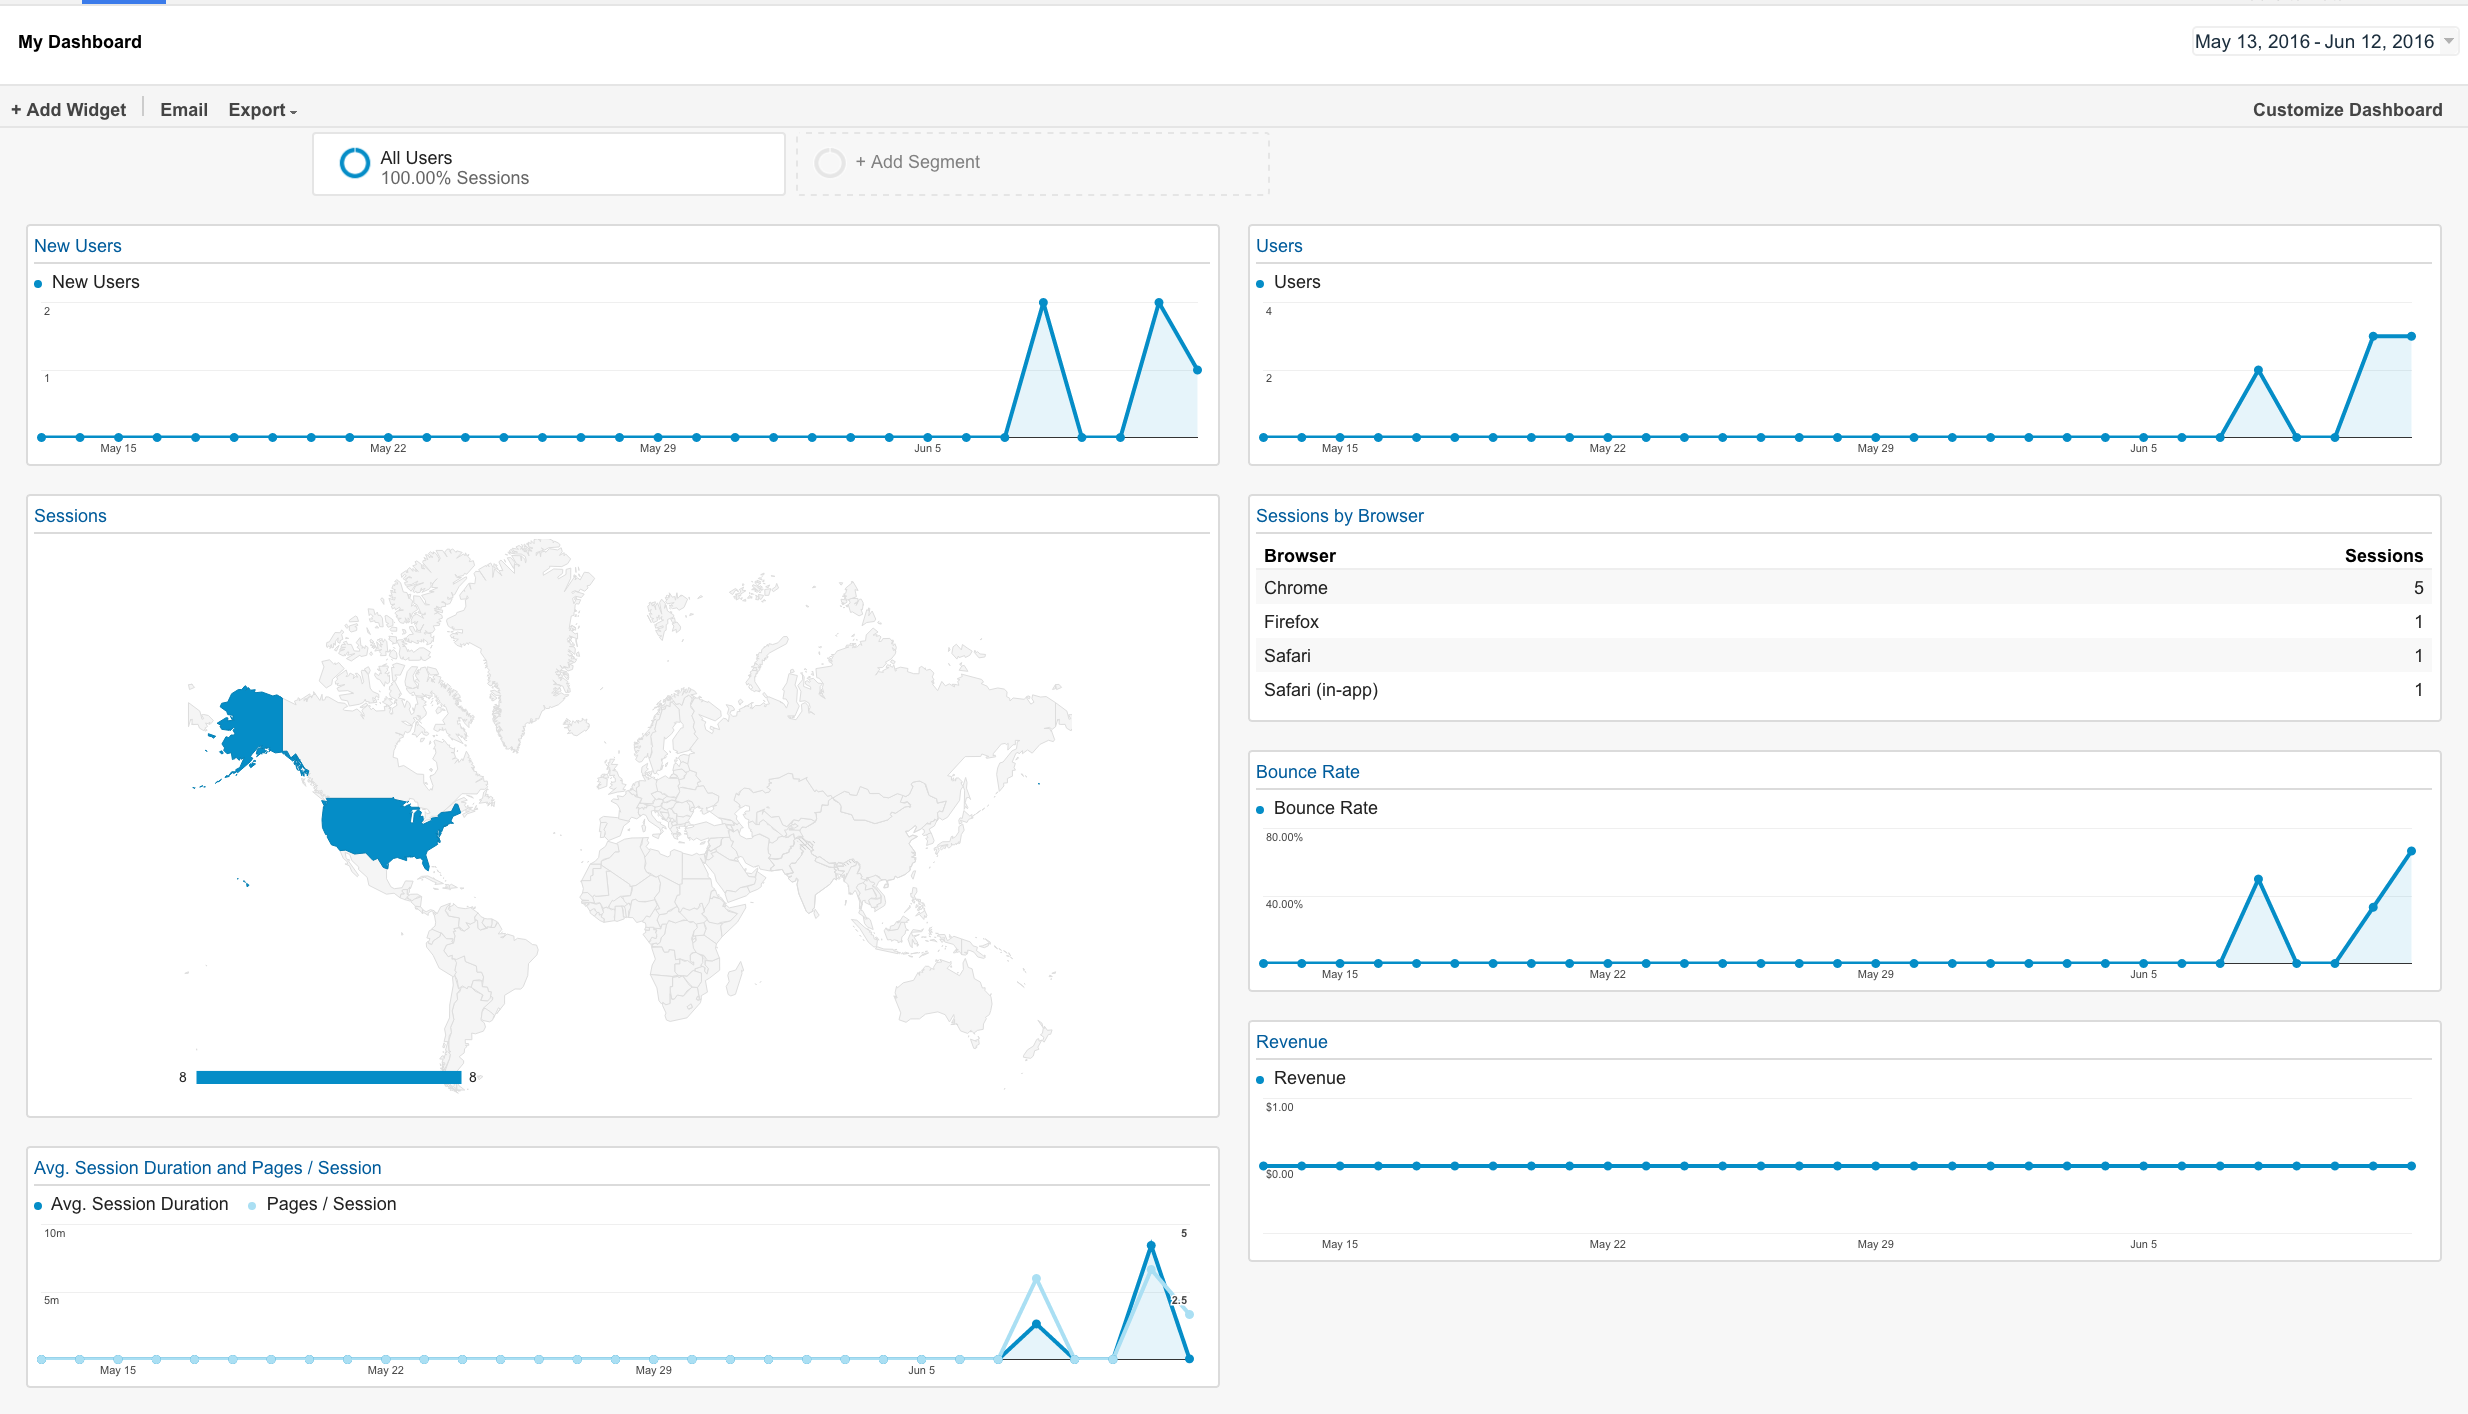 My Dashboard
May 13, 2016 - Jun 12, 2016
+ Add Widget
Email
Export
Customize Dashboard
All Users
100.00% Sessions
+ Add Segment
New Users
New Users
2
1
May 15
May 22
May 29
Jun 5
Users
Users
4
2
May 15
May 22
May 29
Jun 5
Sessions
8
8
Sessions by Browser
Browser Sessions
Chrome 5
Firefox 1
Safari 1
Safari (in-app) 1
Bounce Rate
Bounce Rate
80.00%
40.00%
May 15
May 22
May 29
Jun 5
Revenue
Revenue
$1.00
$0.00
May 15
May 22
May 29
Jun 5
Avg. Session Duration and Pages / Session
Avg. Session Duration
Pages / Session
10m
5
5m
2.5
May 15
May 22
May 29
Jun 5